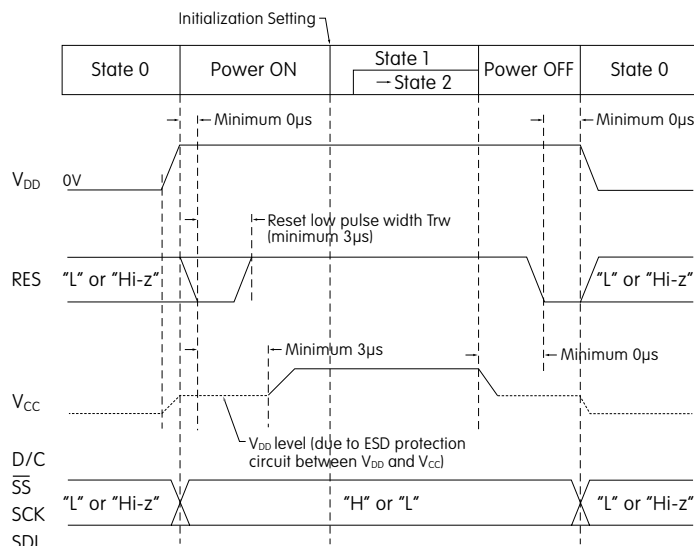 Initialization Setting
State 0
Power ON
State 1
→ State 2
Power OFF
State 0
Minimum 0µs
Minimum 0µs
VDD
0V
Reset low pulse width Trw
(minimum 3µs)
RES
"L" or "Hi-z"
"L" or "Hi-z"
Minimum 3µs
Minimum 0µs
VCC
VDD level (due to ESD protection
circuit between VDD and VCC)
D/C
SS
SCK
SDI
"L" or "Hi-z"
"H" or "L"
"L" or "Hi-z"